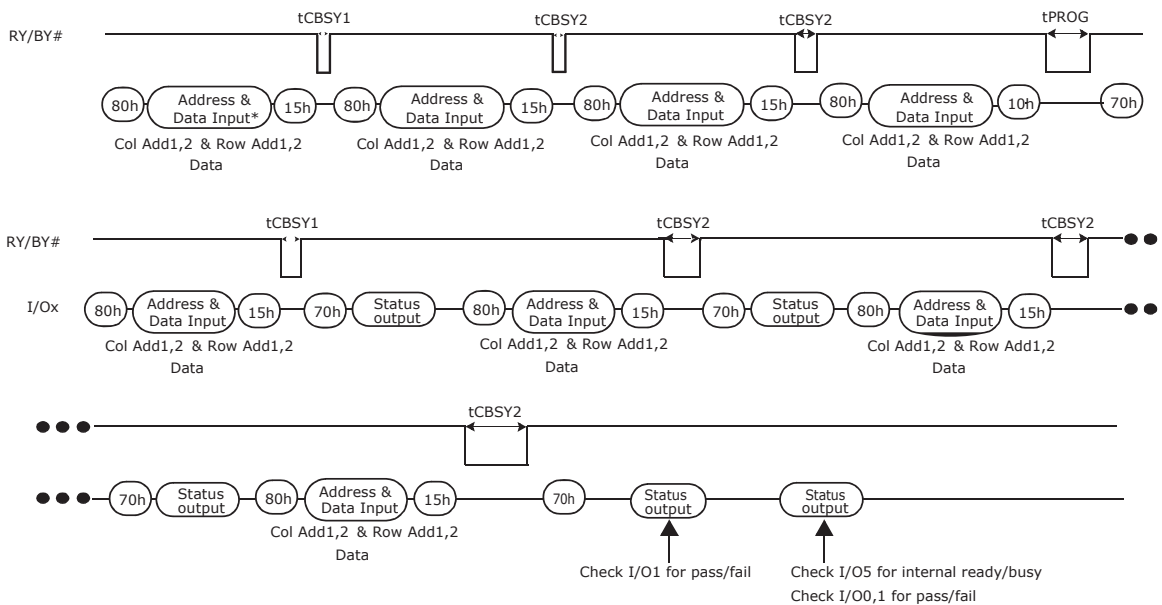 tCBSY1 tCBSY2 tCBSY2 tPROG
RY/BY#
80h Address & Data Input* 15h 80h Address & Data Input 15h 80h Address & Data Input 15h 80h Address & Data Input 10h 70h
Col Add1,2 & Row Add1,2 Col Add1,2 & Row Add1,2 Col Add1,2 & Row Add1,2 Col Add1,2 & Row Add1,2
Data Data Data Data
tCBSY1 tCBSY2 tCBSY2
RY/BY#
I/Ox 80h Address & Data Input 15h 70h Status output 80h Address & Data Input 15h 70h Status output 80h Address & Data Input 15h
Col Add1,2 & Row Add1,2 Col Add1,2 & Row Add1,2 Col Add1,2 & Row Add1,2
Data Data Data
tCBSY2
70h Status output 80h Address & Data Input 15h 70h Status output Status output
Col Add1,2 & Row Add1,2
Data
Check I/O1 for pass/fail Check I/O5 for internal ready/busy
Check I/O0,1 for pass/fail